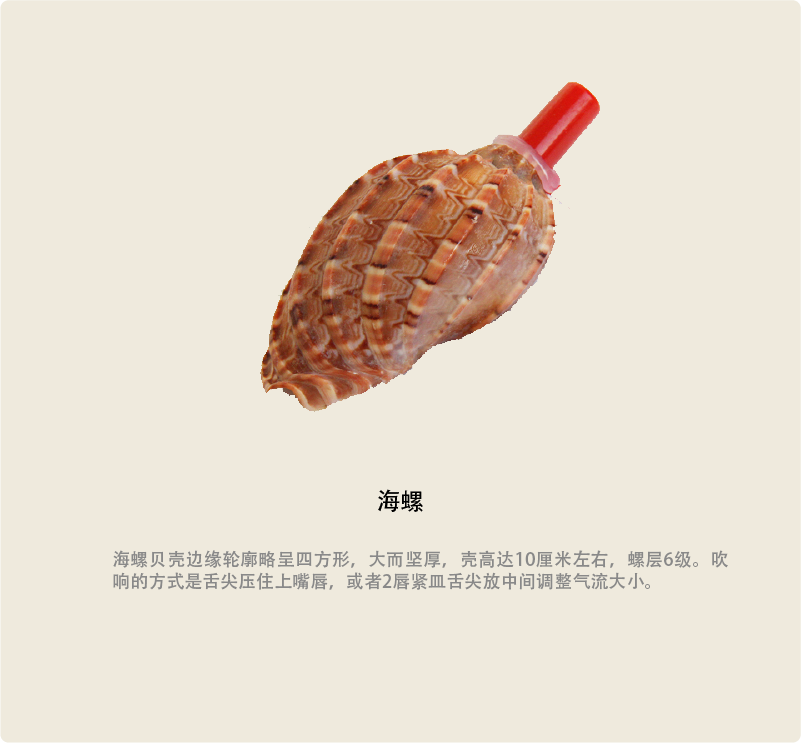 海螺
海螺贝壳边缘轮廓略呈四方形，大而坚厚，壳高达10厘米左右，螺层6级。吹
响的方式是舌尖压住上嘴唇，或者2唇紧皿舌尖放中间调整气流大小。